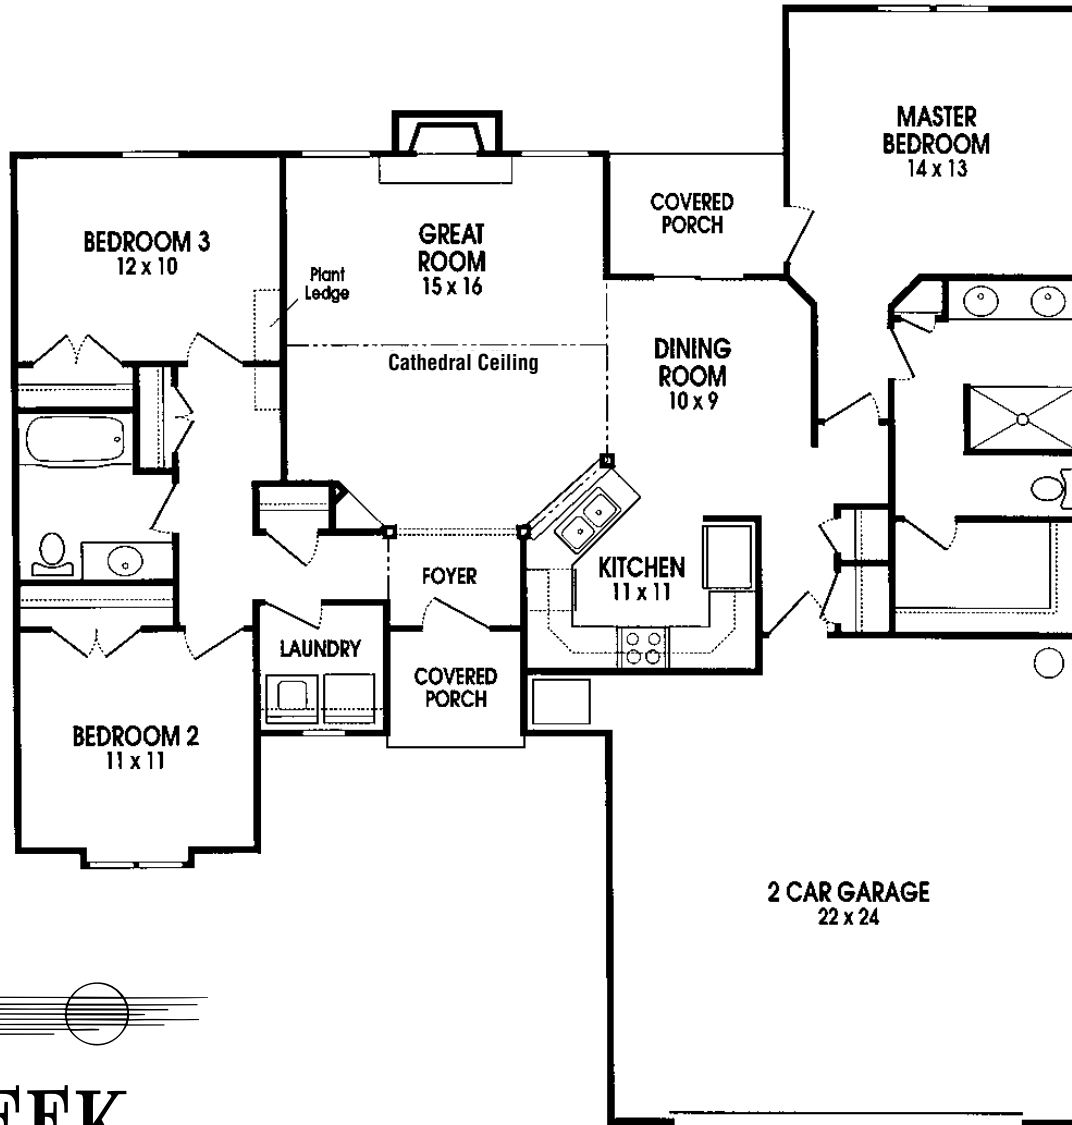 MASTER
BEDROOM
14 x 13
COVERED
PORCH
BEDROOM 3
12 x 10
GREAT
ROOM
15 x 16
Plant
Ledge
Cathedral Ceiling
DINING
ROOM
10 x 9
KITCHEN
11 x 11
FOYER
LAUNDRY
COVERED
PORCH
BEDROOM 2
11 x 11
2 CAR GARAGE
22 x 24